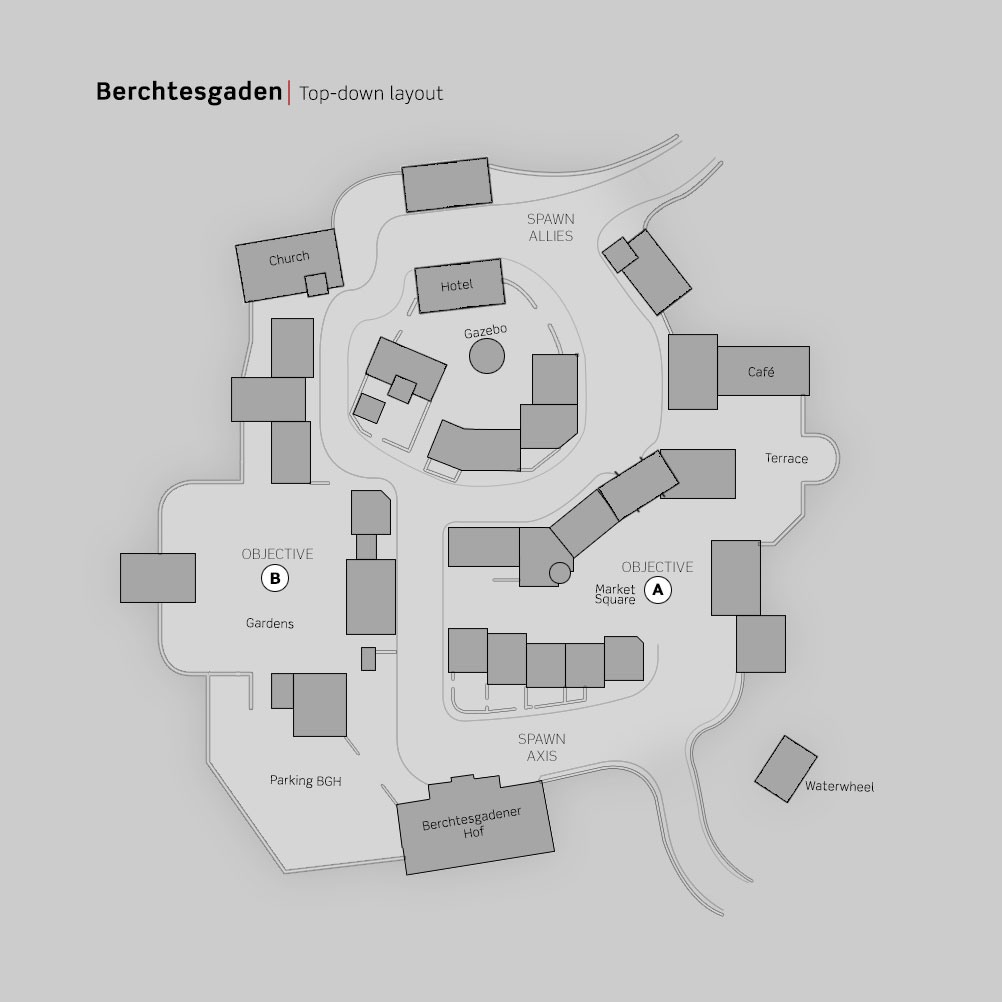 Berchtesgaden | Top-down layout
SPAWN
ALLIES
Church
Hotel
Gazebo
Café
Terrace
OBJECTIVE
B
Gardens
OBJECTIVE
Market
Square
A
SPAWN
AXIS
Parking BGH
Berchtesgadener
Hof
Waterwheel